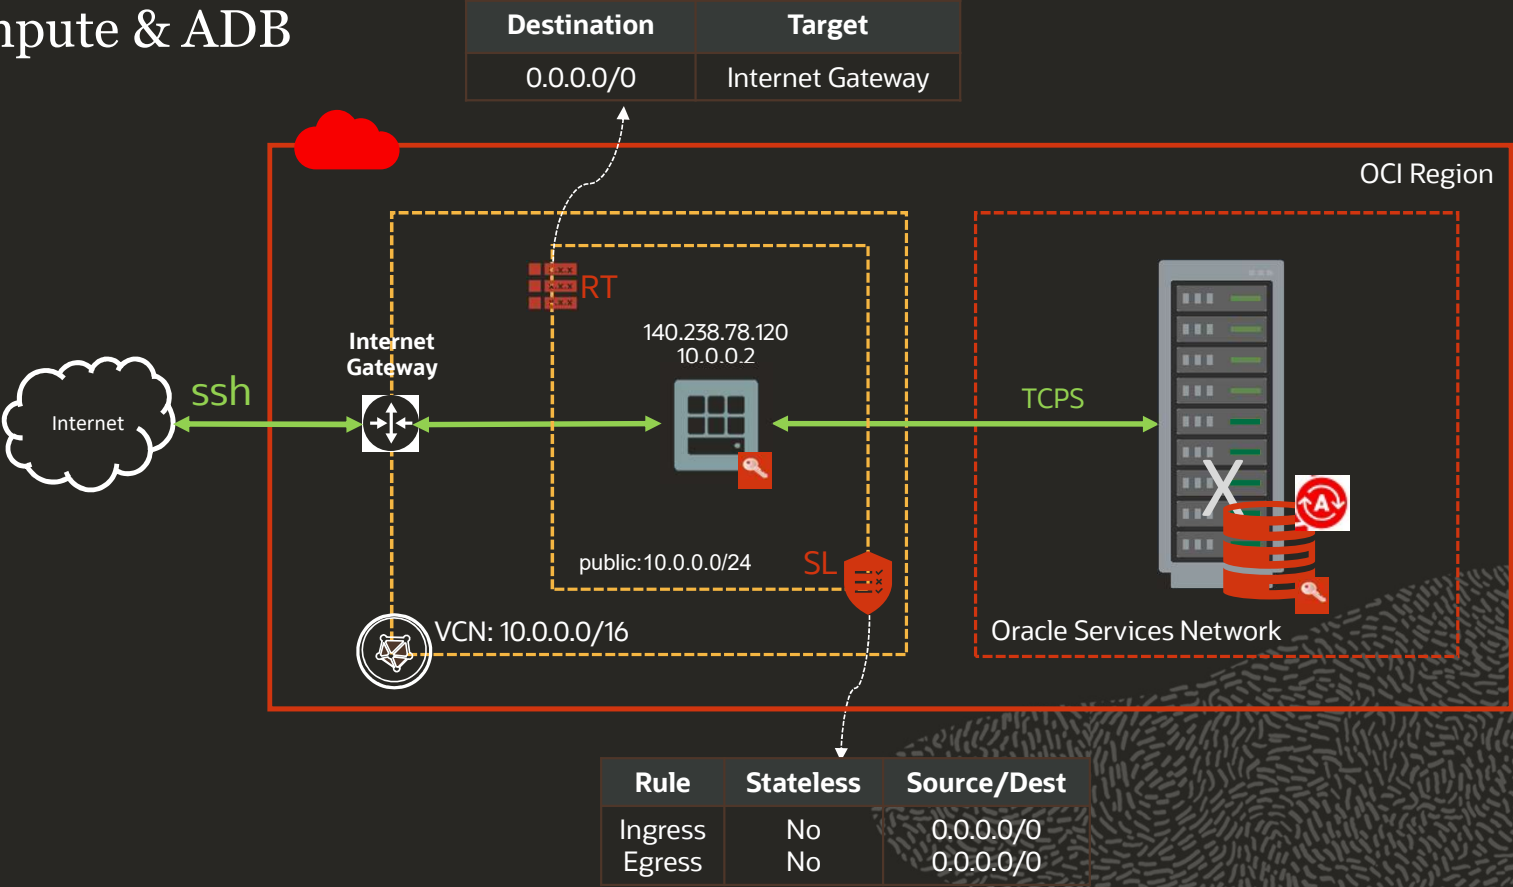 & ADB
Destination Target
0.0.0.0/0 Internet Gateway
OCI Region
RT
140.238.78.120
10.0.0.2
Internet
Gateway
ssh
Internet
TCPS
X
A
public:10.0.0.0/24
SL
VCN: 10.0.0.0/16
Oracle Services Network
Rule Stateless Source/Dest
Ingress No 0.0.0.0/0
Egress No 0.0.0.0/0